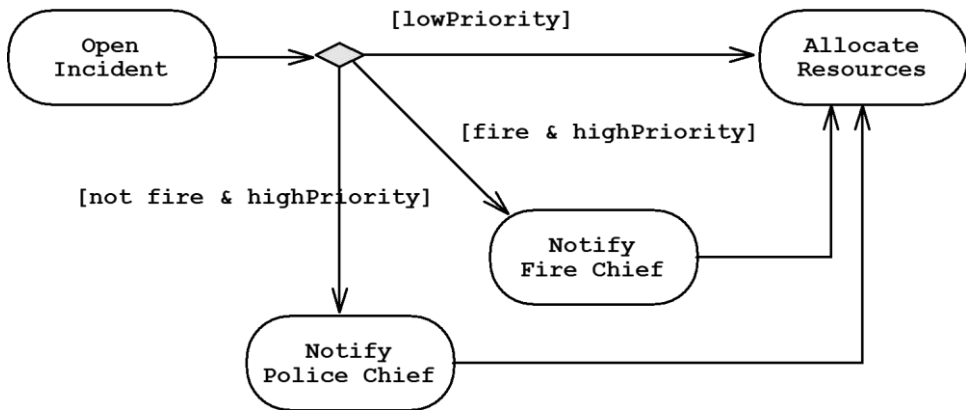 [lowPriority]
Open
Incident
Allocate
Resources
[fire & highPriority]
[not fire & highPriority]
Notify
Fire Chief
Notify
Police Chief